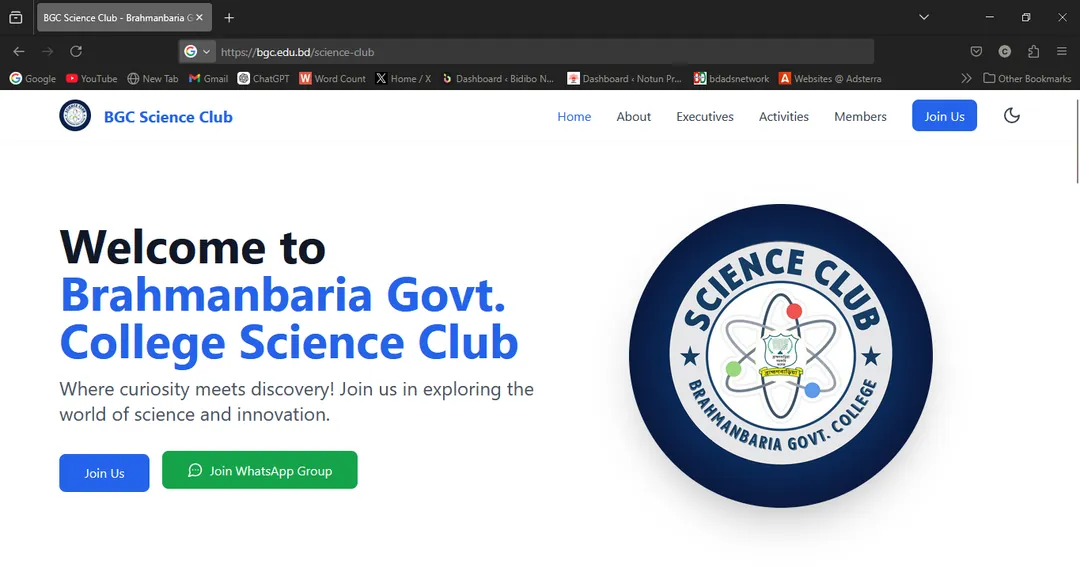 BGC Science Club - Brahmanbaria G
https://bgc.edu.bd/science-club
Google YouTube New Tab Gmail ChatGPT Word Count Home / X Dashboard ‹ Bidibo N... Dashboard ‹ Notun Pr... bdadsnetwork Websites @ Adsterra Other Bookmarks
BGC Science Club Home About Executives Activities Members Join Us
Welcome to
Brahmanbaria Govt.
College Science Club
Where curiosity meets discovery! Join us in exploring the
world of science and innovation.
Join Us Join WhatsApp Group
SCIENCE CLUB
BRAHMANBARIA GOVT. COLLEGE